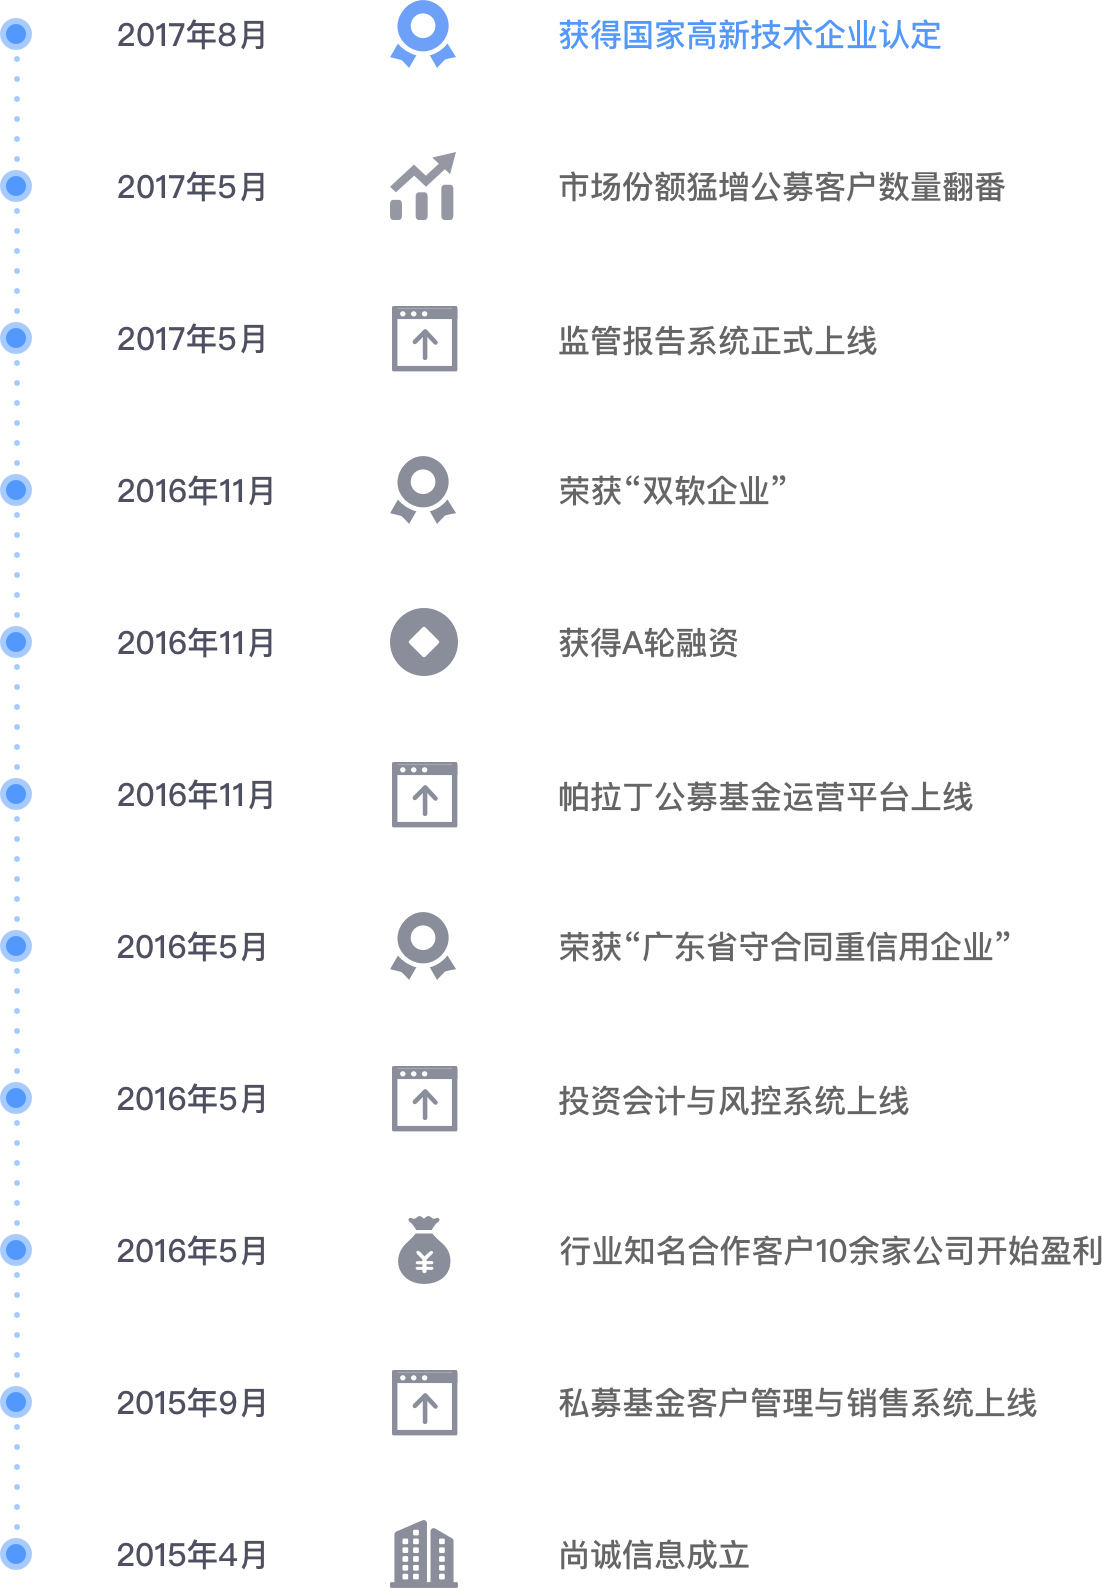 2017年8月 获得国家高新技术企业认定
2017年5月 市场份额猛增公募客户数量翻番
2017年5月 监管报告系统正式上线
2016年11月 荣获“双软企业”
2016年11月 获得A轮融资
2016年11月 帕拉丁公募基金运营平台上线
2016年5月 荣获“广东省守合同重信用企业”
2016年5月 投资会计与风控系统上线
2016年5月 ¥ 行业知名合作客户10余家公司开始盈利
2015年9月 私募基金客户管理与销售系统上线
2015年4月 尚诚信息成立